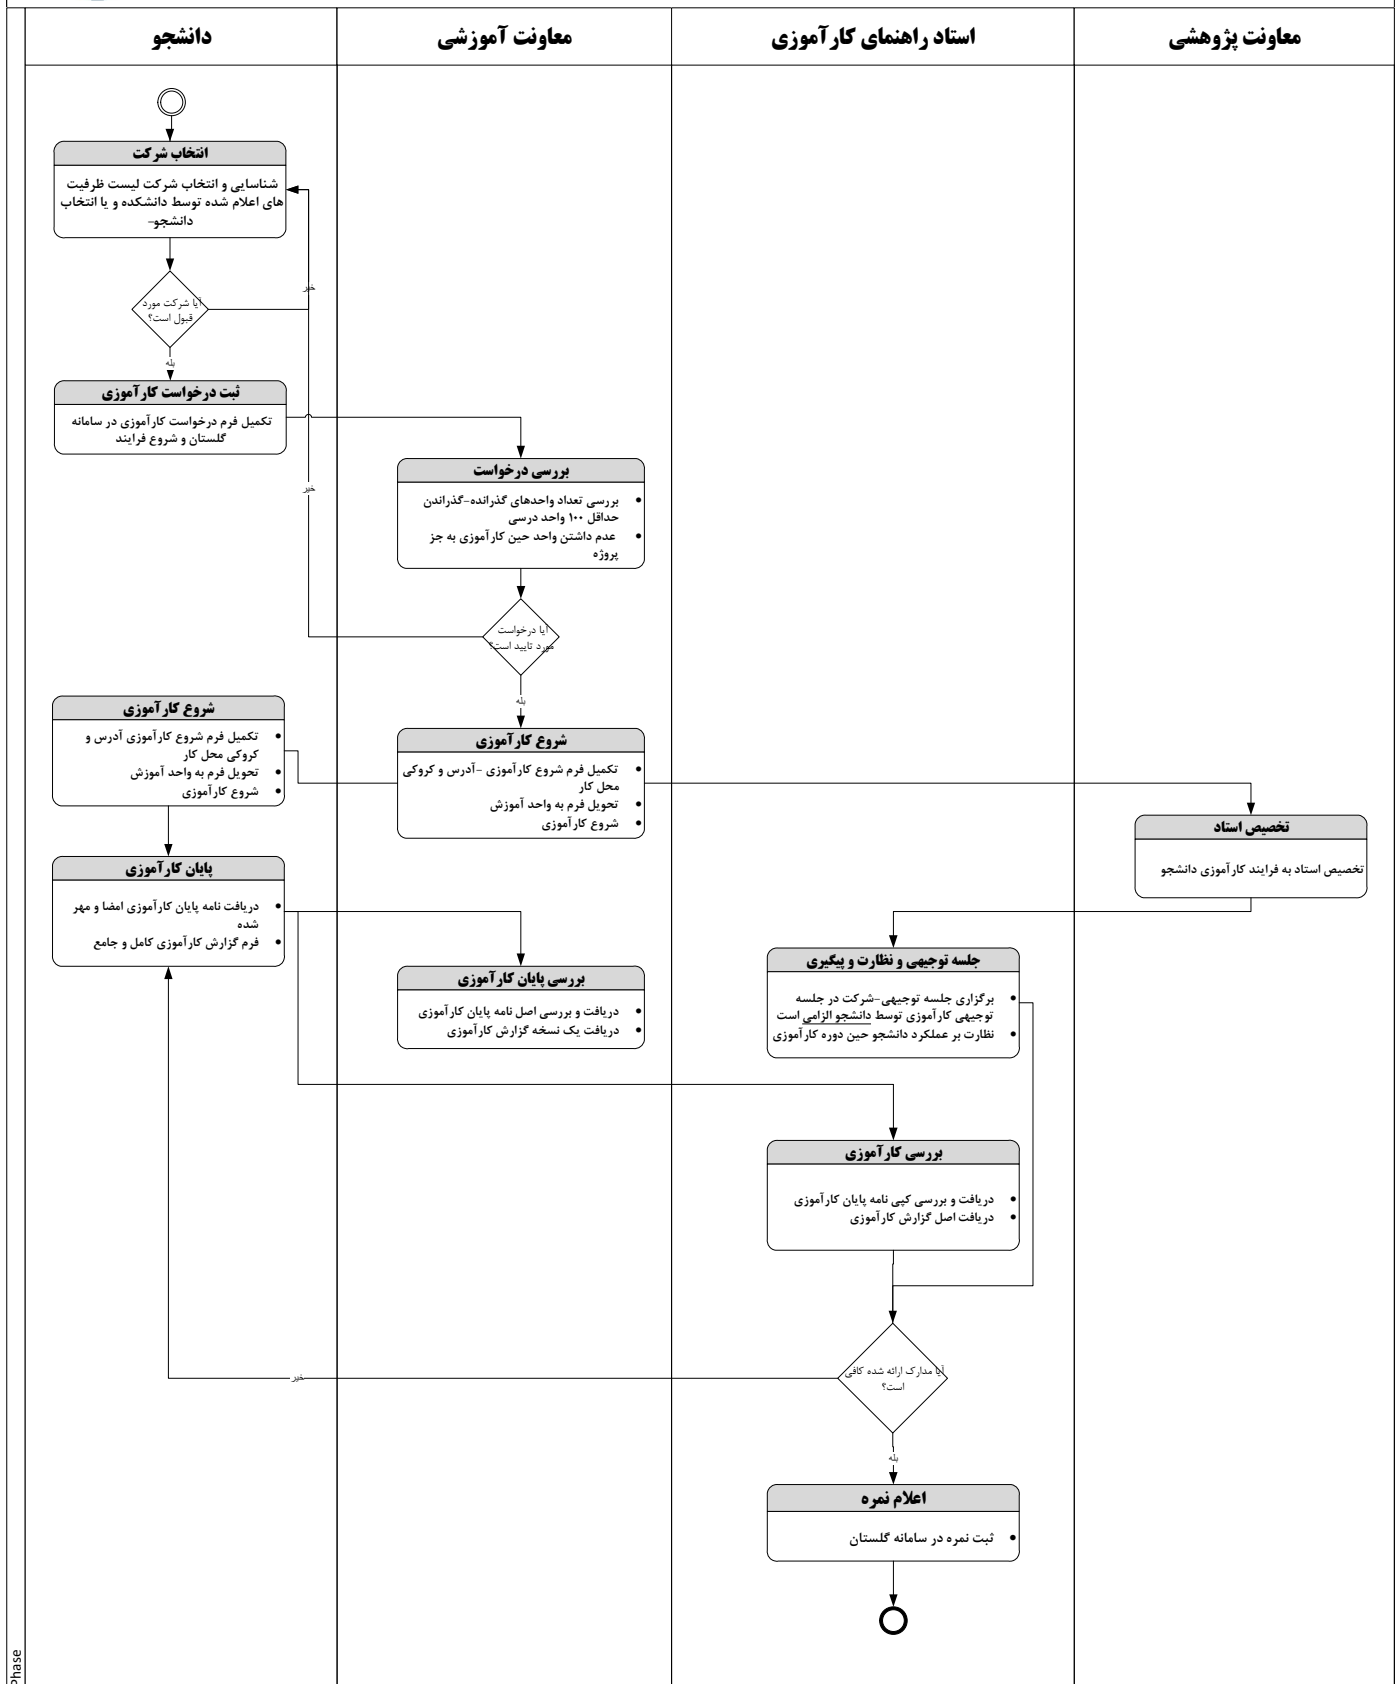 دانشجو
معاونت آموزشی
استاد راهنمای کارآموزی
معاونت پژوهشی
انتخاب شرکت
شناسایی و انتخاب شرکت لیست ظرفیت
های اعلام شده توسط دانشکده و یا انتخاب
دانشجو-
آیا شرکت مورد
قبول است؟
خیر
بله
ثبت درخواست کارآموزی
تکمیل فرم درخواست کارآموزی در سامانه
گلستان و شروع فرایند
بررسی درخواست
• بررسی تعداد واحدهای گذرانده-گذراندن
حداقل ۱۰۰ واحد درسی
• عدم داشتن واحد حین کارآموزی به جز
پروژه
خیر
آیا درخواست
مورد تایید است؟
بله
شروع کارآموزی
• تکمیل فرم شروع کارآموزی آدرس و
کروکی محل کار
• تحویل فرم به واحد آموزش
• شروع کارآموزی
شروع کارآموزی
• تکمیل فرم شروع کارآموزی -آدرس و کروکی
محل کار
• تحویل فرم به واحد آموزش
• شروع کارآموزی
تخصیص استاد
تخصیص استاد به فرایند کارآموزی دانشجو
پایان کارآموزی
• دریافت نامه پایان کارآموزی امضا و مهر
شده
• فرم گزارش کارآموزی کامل و جامع
بررسی پایان کارآموزی
• دریافت و بررسی اصل نامه پایان کارآموزی
• دریافت یک نسخه گزارش کارآموزی
جلسه توجیهی و نظارت و پیگیری
• برگزاری جلسه توجیهی-شرکت در جلسه
توجیهی کارآموزی توسط دانشجو الزامی است
• نظارت بر عملکرد دانشجو حین دوره کارآموزی
بررسی کارآموزی
• دریافت و بررسی کپی نامه پایان کارآموزی
• دریافت اصل گزارش کارآموزی
آیا مدارک ارائه شده کافی
است؟
خیر
بله
اعلام نمره
• ثبت نمره در سامانه گلستان
Phase